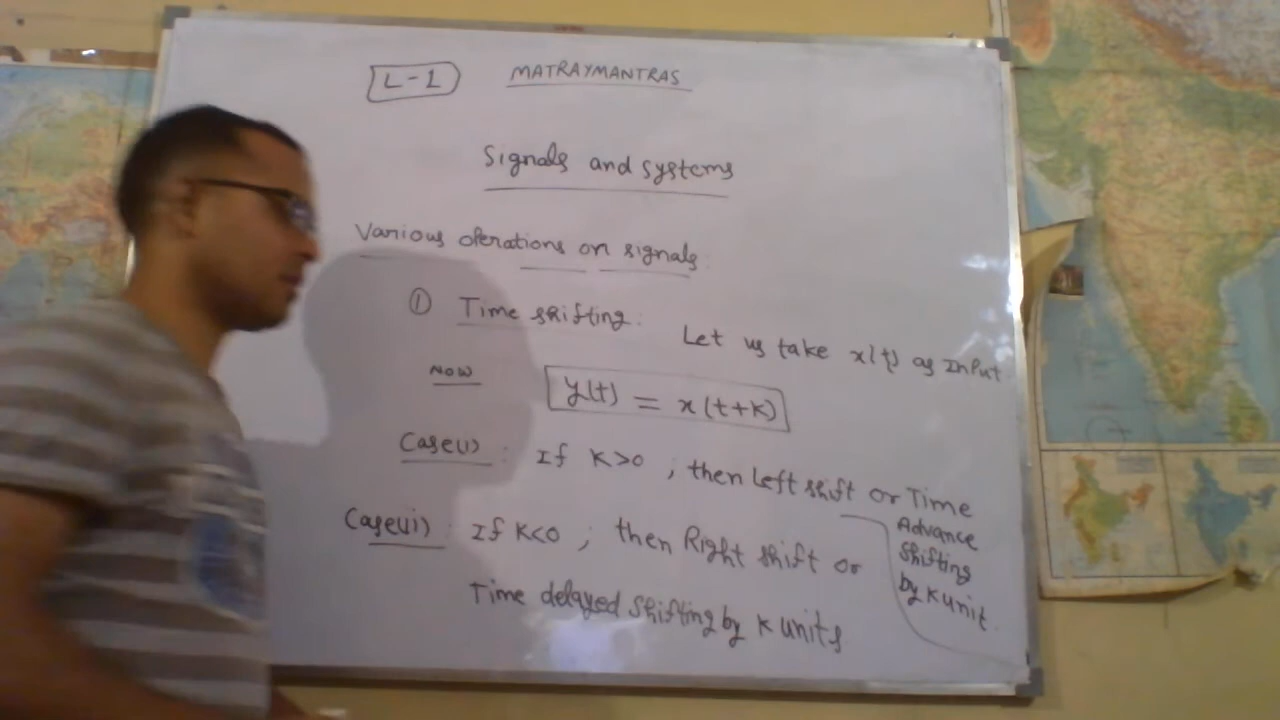 L-1 MATRAYMANTRAS
Signals and systems
Various operations on signals:
① Time shifting: Let us take x(t) as Input
NOW y(t) = x(t+K)
Case(i) : If K>0 ; then Left shift or Time
Advance
shifting
by K unit.
Case(ii) : If K<0 ; then Right shift or
Time delayed shifting by K units